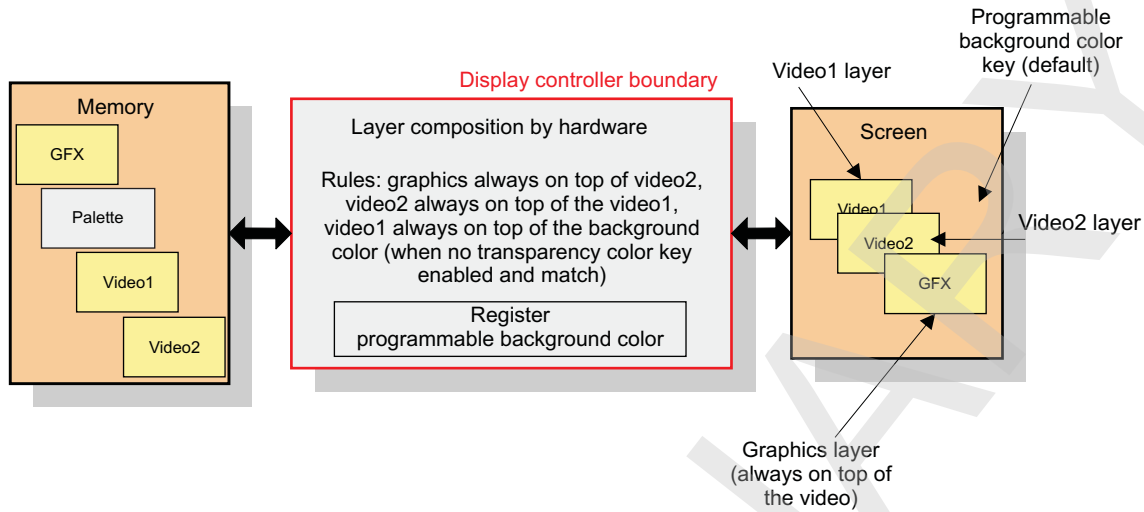 Programmable
background color
key (default)
Display controller boundary
Video1 layer
Memory
GFX
Palette
Video1
Video2
Layer composition by hardware
Rules: graphics always on top of video2,
video2 always on top of the video1,
video1 always on top of the background
color (when no transparency color key
enabled and match)
Register
programmable background color
Screen
Video1
Video2
GFX
Video2 layer
Graphics layer
(always on top of
the video)